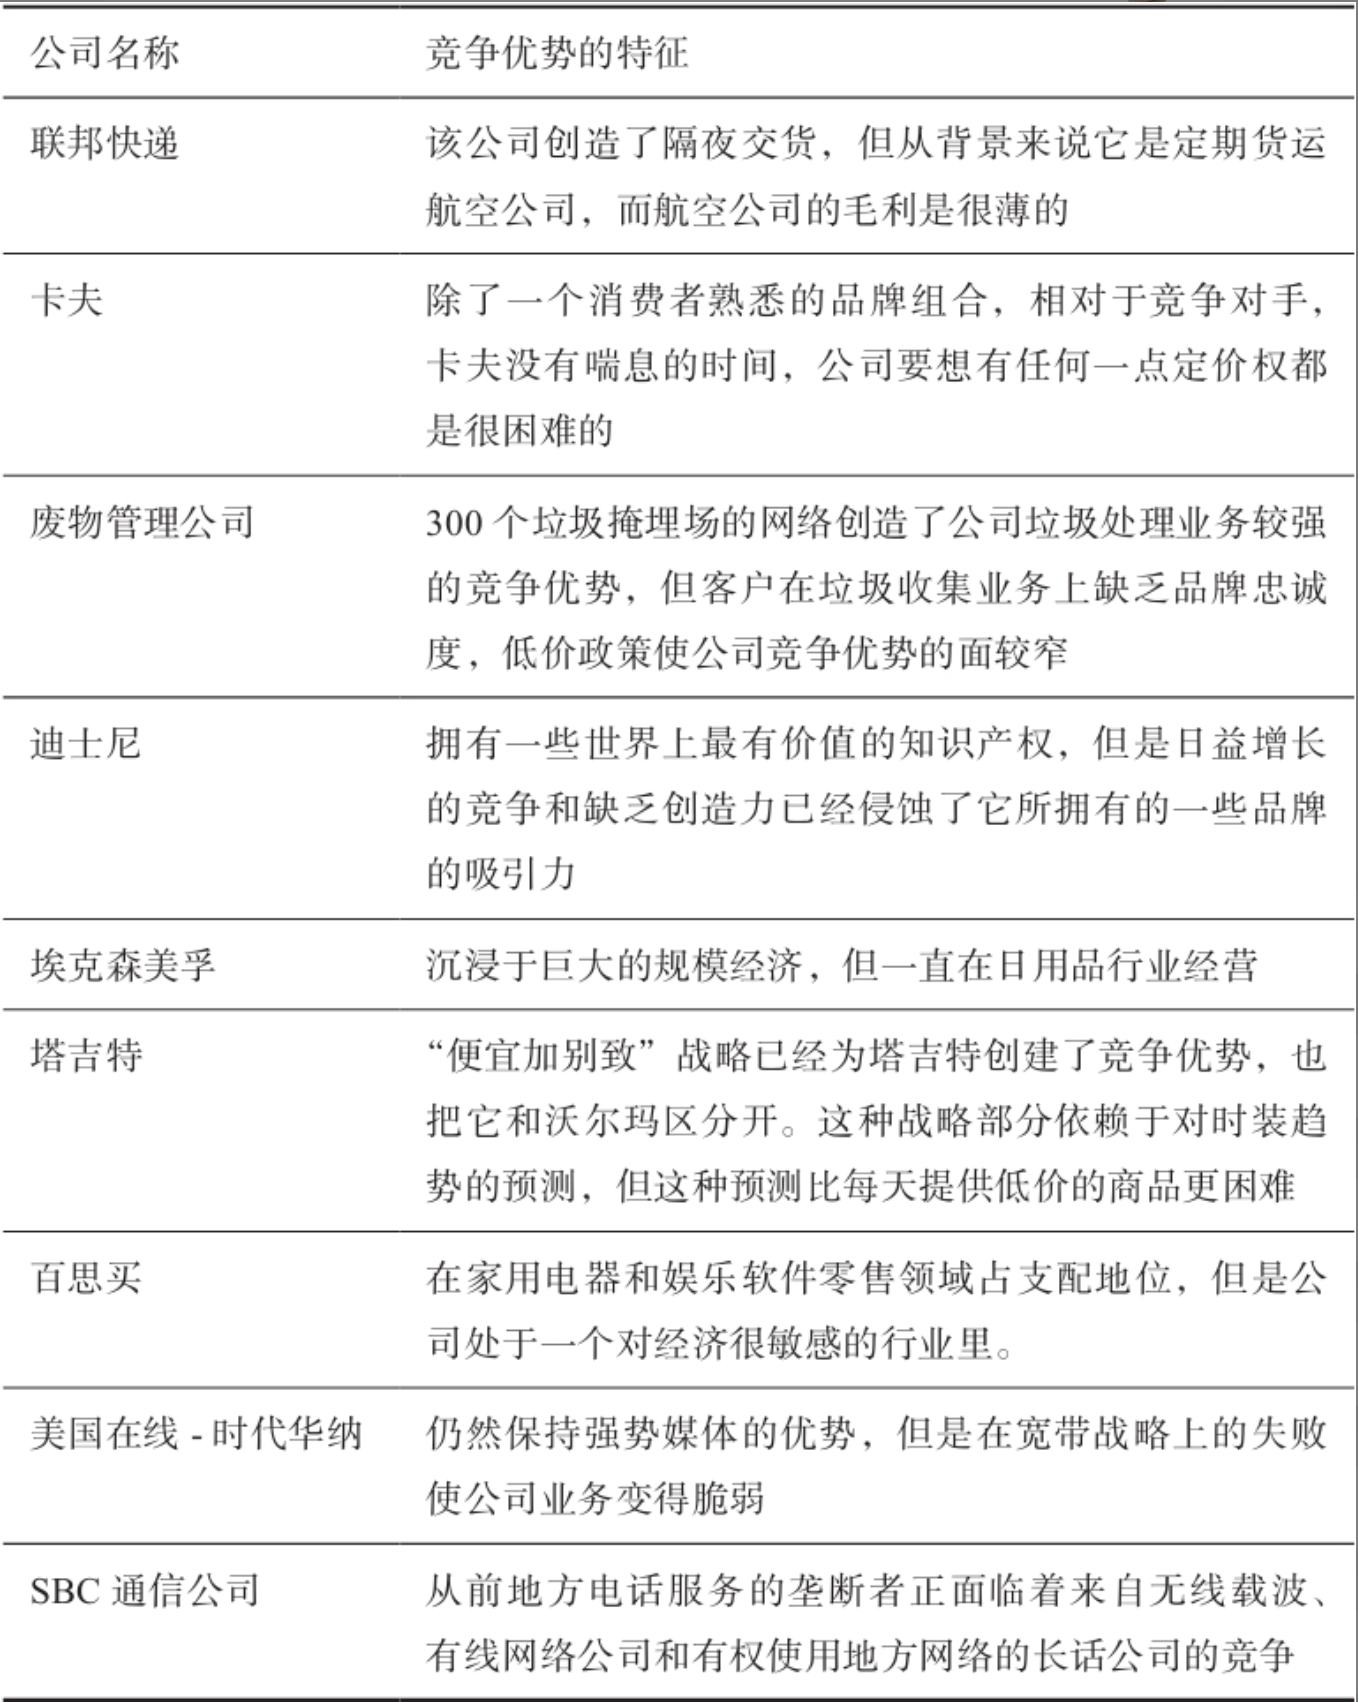 公司名称 竞争优势的特征
联邦快递 该公司创造了隔夜交货，但从背景来说它是定期货运
航空公司，而航空公司的毛利是很薄的
卡夫 除了一个消费者熟悉的品牌组合，相对于竞争对手，
卡夫没有喘息的时间，公司要想有任何一点定价权都
是很困难的
废物管理公司 300 个垃圾掩埋场的网络创造了公司垃圾处理业务较强
的竞争优势，但客户在垃圾收集业务上缺乏品牌忠诚
度，低价政策使公司竞争优势的面较窄
迪士尼 拥有一些世界上最有价值的知识产权，但是日益增长
的竞争和缺乏创造力已经侵蚀了它所拥有的一些品牌
的吸引力
埃克森美孚 沉浸于巨大的规模经济，但一直在日用品行业经营
塔吉特 “便宜加别致”战略已经为塔吉特创建了竞争优势，也
把它和沃尔玛区分开。这种战略部分依赖于对时装趋
势的预测，但这种预测比每天提供低价的商品更困难
百思买 在家用电器和娱乐软件零售领域占支配地位，但是公
司处于一个对经济很敏感的行业里。
美国在线 - 时代华纳 仍然保持强势媒体的优势，但是在宽带战略上的失败
使公司业务变得脆弱
SBC 通信公司 从前地方电话服务的垄断者正面临着来自无线载波、
有线网络公司和有权使用地方网络的长话公司的竞争